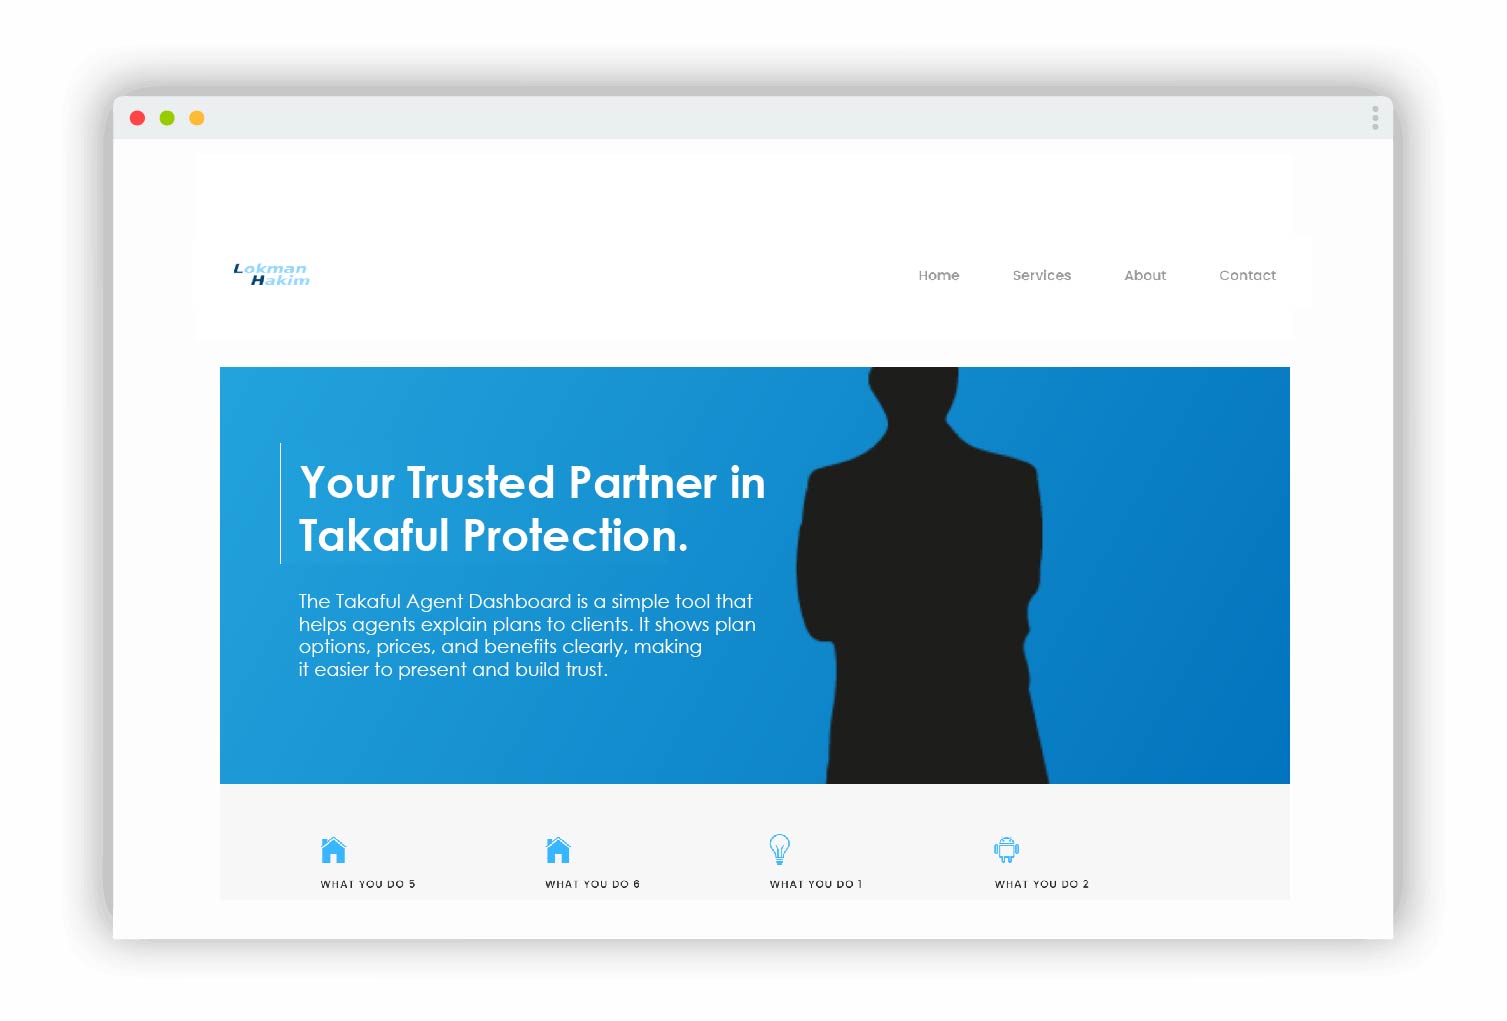 Lokman
Hakim
Home Services About Contact
Your Trusted Partner in
Takaful Protection.
The Takaful Agent Dashboard is a simple tool that
helps agents explain plans to clients. It shows plan
options, prices, and benefits clearly, making
it easier to present and build trust.
WHAT YOU DO 5 WHAT YOU DO 6 WHAT YOU DO 1 WHAT YOU DO 2